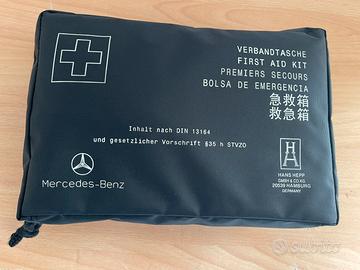 VERBANDTASCHE
FIRST AID KIT
PREMIERS SECOURS
BOLSA DE EMERGENCIA
急救箱
救急箱
Inhalt nach DIN 13164
und gesetzlicher Vorschrift §35 h STVZO
Mercedes-Benz
HANS HEPP
GMBH & CO.KG
20539 HAMBURG
GERMANY
subito